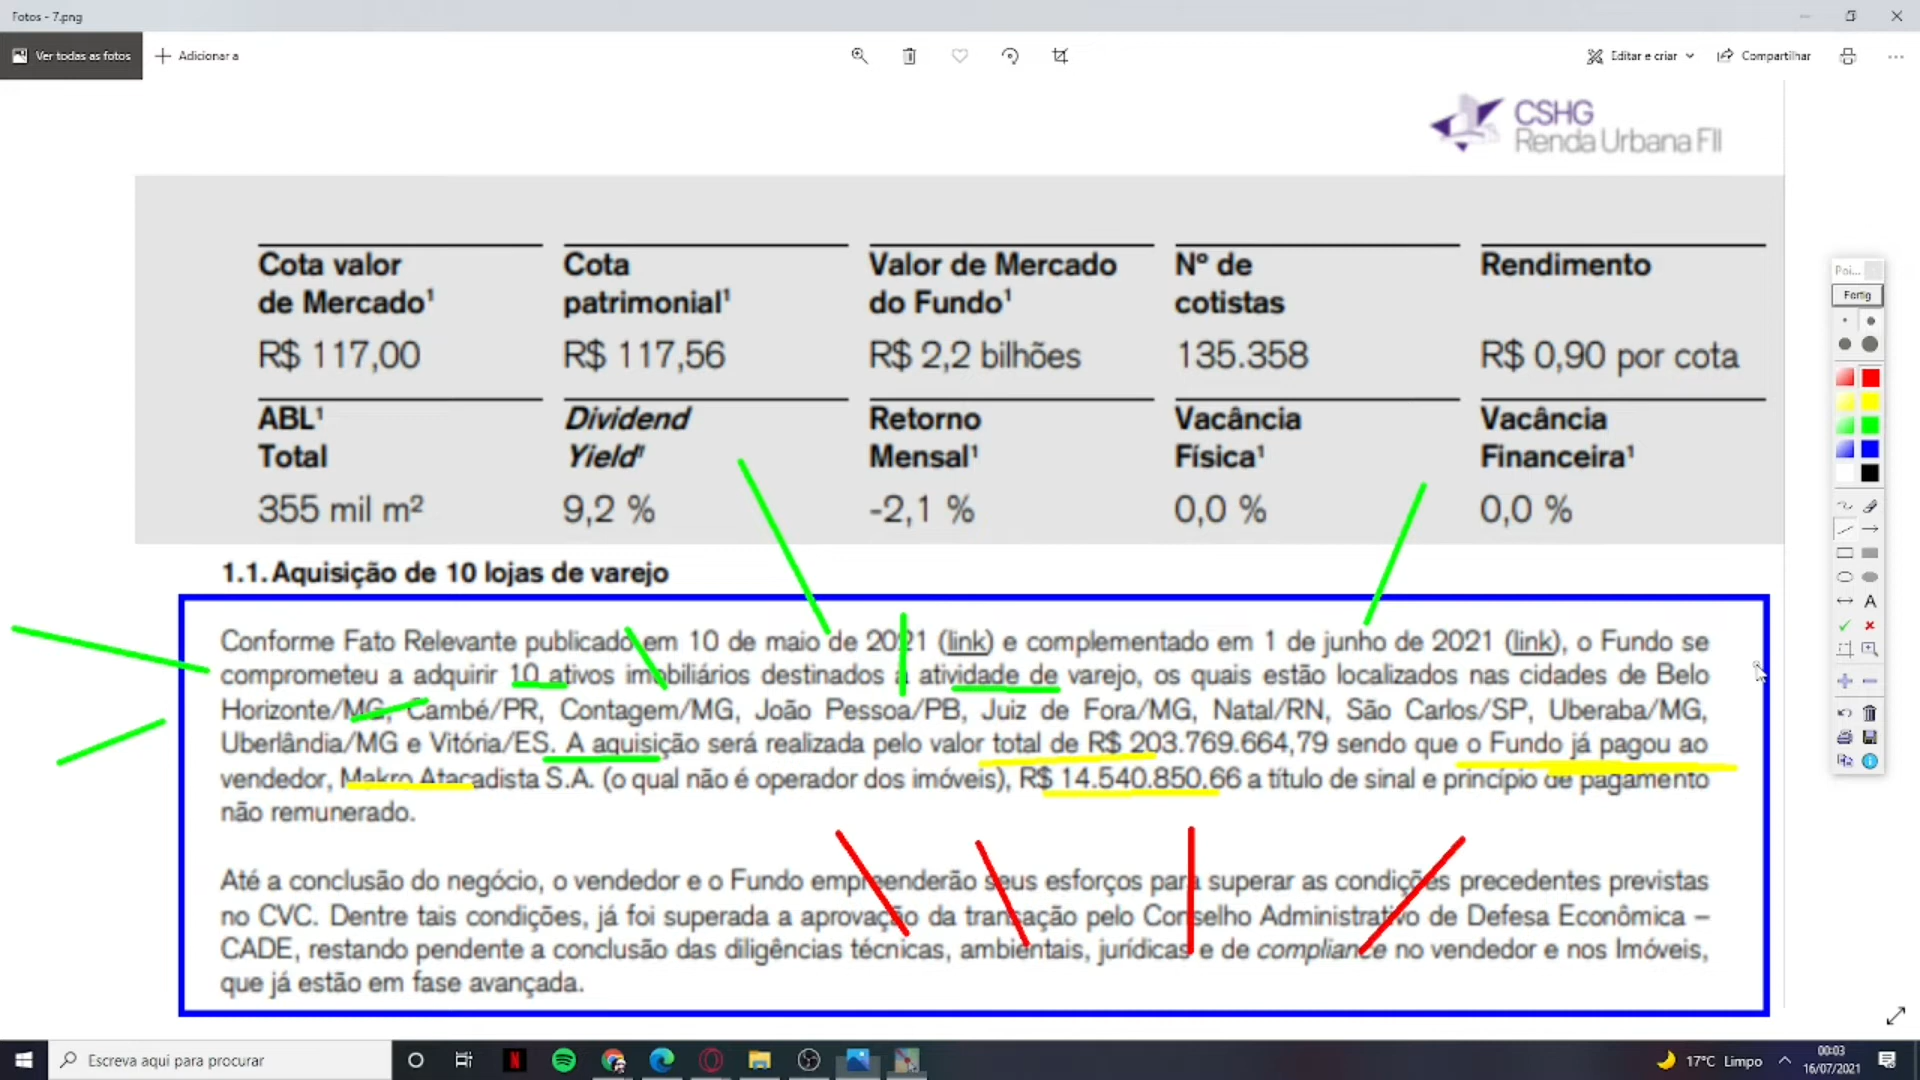 Fotos - 7.png
Ver todas as fotos
Adicionar a
Editar e criar
Compartilhar
CSHG
Renda Urbana FII
Cota valor de Mercado¹
Cota patrimonial¹
Valor de Mercado do Fundo¹
Nº de cotistas
Rendimento
R$ 117,00
R$ 117,56
R$ 2,2 bilhões
135.358
R$ 0,90 por cota
ABL¹ Total
Dividend Yield¹
Retorno Mensal¹
Vacância Física¹
Vacância Financeira¹
355 mil m²
9,2 %
-2,1 %
0,0 %
0,0 %
1.1. Aquisição de 10 lojas de varejo
Conforme Fato Relevante publicado em 10 de maio de 2021 (link) e complementado em 1 de junho de 2021 (link), o Fundo se
comprometeu a adquirir 10 ativos imobiliários destinados à atividade de varejo, os quais estão localizados nas cidades de Belo
Horizonte/MG, Cambé/PR, Contagem/MG, João Pessoa/PB, Juiz de Fora/MG, Natal/RN, São Carlos/SP, Uberaba/MG,
Uberlândia/MG e Vitória/ES. A aquisição será realizada pelo valor total de R$ 203.769.664,79 sendo que o Fundo já pagou ao
vendedor, Makro Atacadista S.A. (o qual não é operador dos imóveis), R$ 14.540.850,66 a título de sinal e princípio de pagamento
não remunerado.
Até a conclusão do negócio, o vendedor e o Fundo empreenderão seus esforços para superar as condições precedentes previstas
no CVC. Dentre tais condições, já foi superada a aprovação da transação pelo Conselho Administrativo de Defesa Econômica –
CADE, restando pendente a conclusão das diligências técnicas, ambientais, jurídicas e de compliance no vendedor e nos Imóveis,
que já estão em fase avançada.
Poi...
Fertig
A
Escreva aqui para procurar
17°C Limpo
00:03
16/07/2021